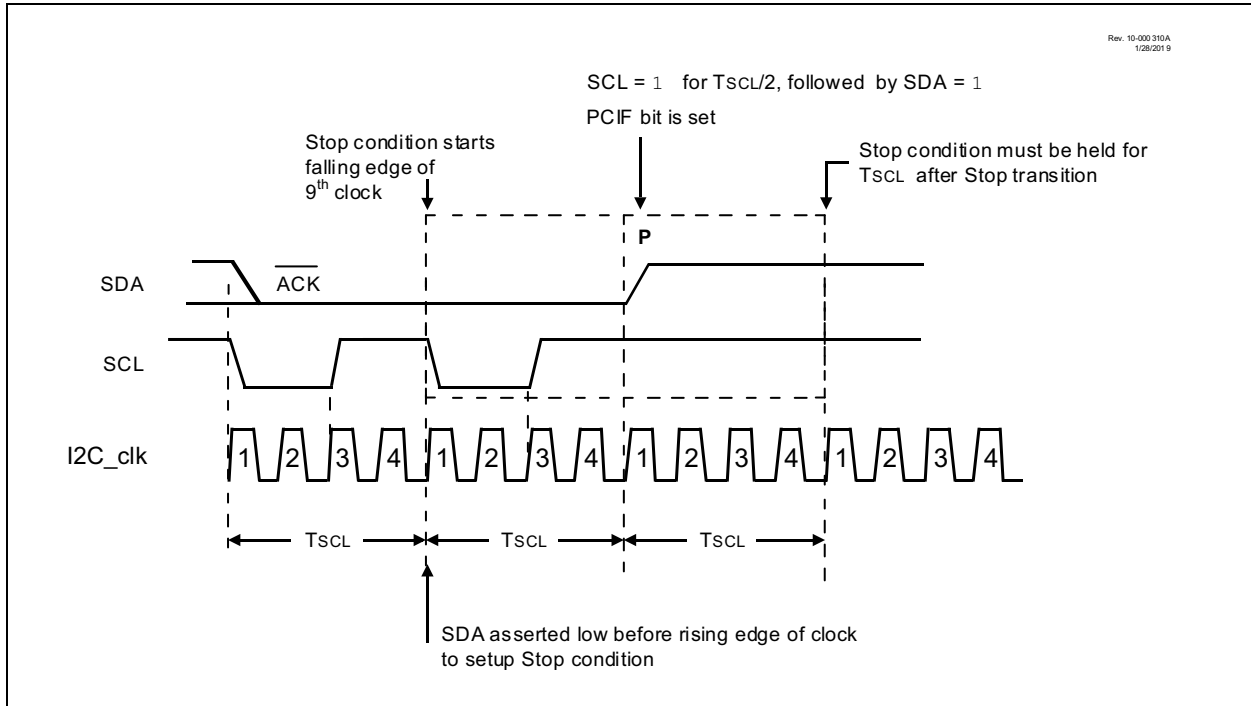 Rev. 10-000 310A
1/28/201 9
SCL = 1 for TSCL/2, followed by SDA = 1
PCIF bit is set
Stop condition starts
falling edge of
9th clock
Stop condition must be held for
TSCL after Stop transition
P
SDA
ACK
SCL
I2C_clk
1 2 3 4 1 2 3 4 1 2 3 4 1 2 3 4
TSCL TSCL TSCL
SDA asserted low before rising edge of clock
to setup Stop condition